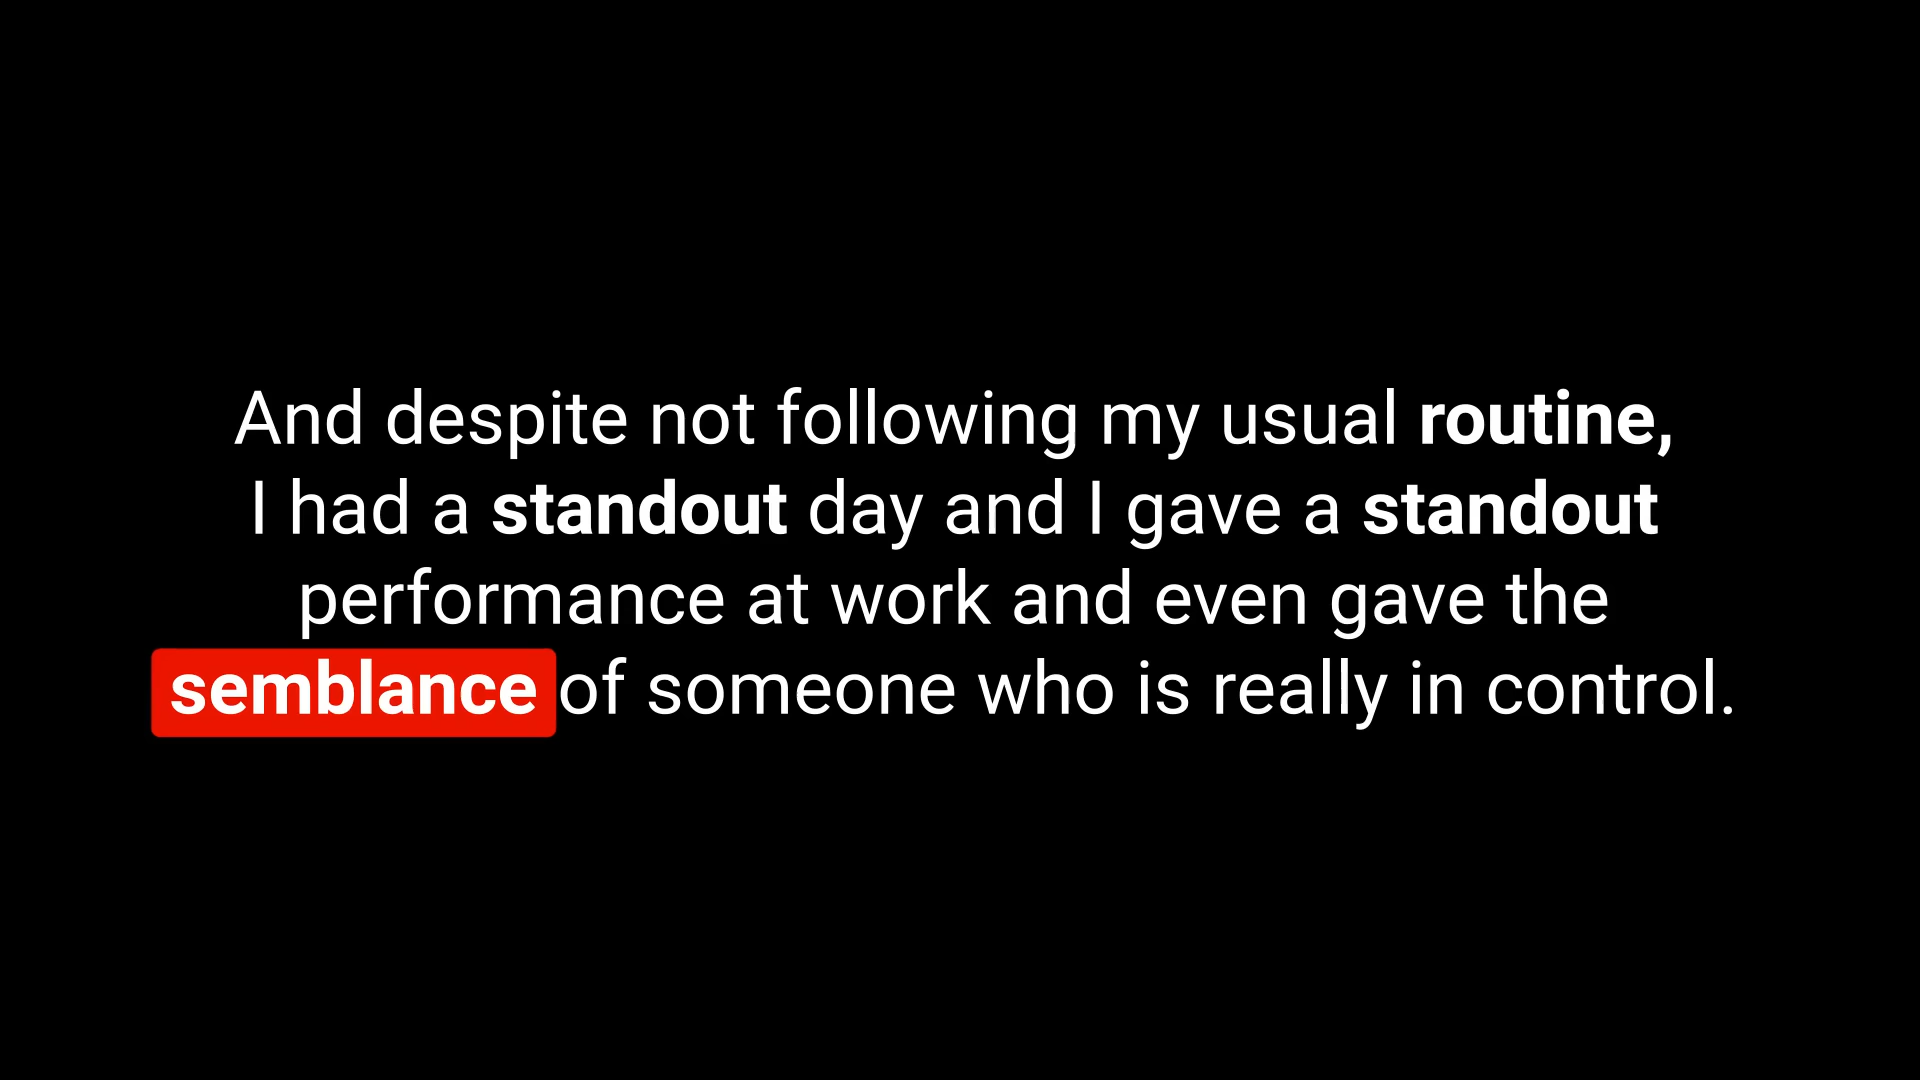 And despite not following my usual routine,
I had a standout day and I gave a standout
performance at work and even gave the
semblance of someone who is really in control.